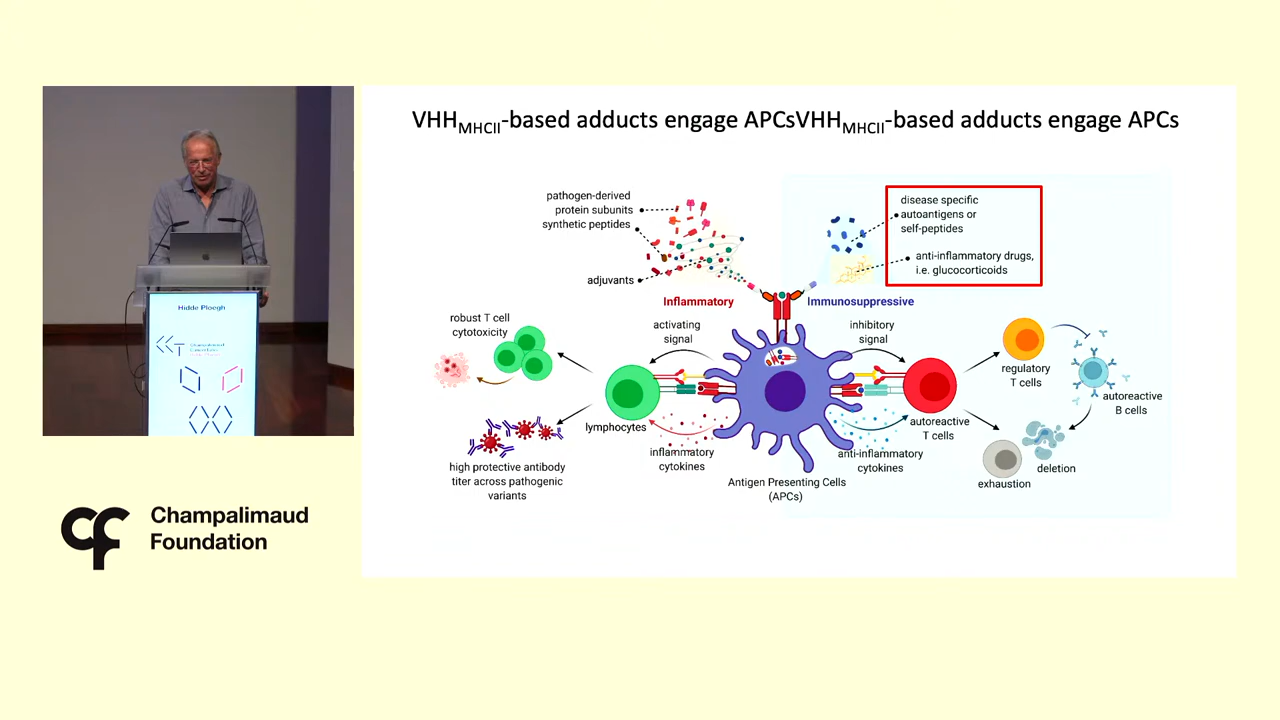 VHHMHCII-based adducts engage APCsVHHMHCII-based adducts engage APCs
pathogen-derived
protein subunits
synthetic peptides
adjuvants
disease specific
autoantigens or
self-peptides
anti-inflammatory drugs,
i.e. glucocorticoids
Inflammatory
Immunosuppressive
robust T cell
cytotoxicity
activating
signal
inhibitory
signal
regulatory
T cells
autoreactive
B cells
lymphocytes
autoreactive
T cells
inflammatory
cytokines
anti-inflammatory
cytokines
high protective antibody
titer across pathogenic
variants
Antigen Presenting Cells
(APCs)
exhaustion
deletion
Hidde Ploegh
Champalimaud
Foundation